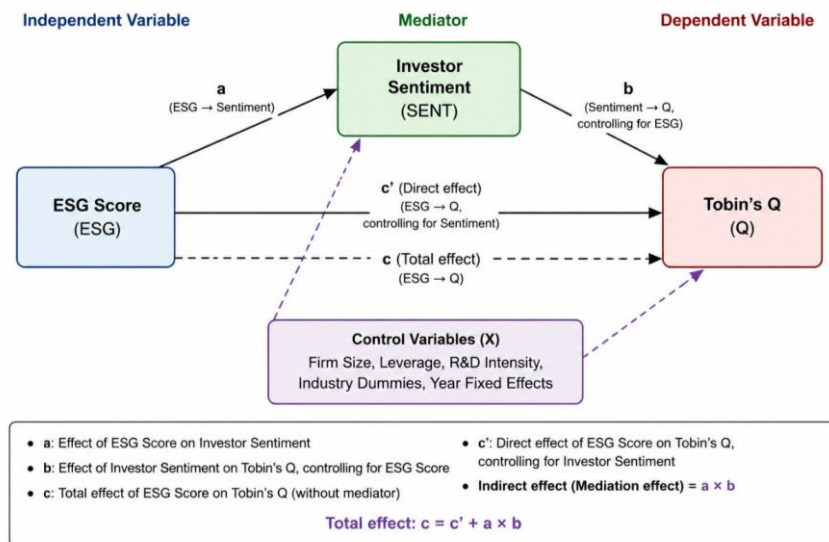 Independent Variable
Mediator
Dependent Variable
Investor
Sentiment
(SENT)
a
(ESG → Sentiment)
b
(Sentiment → Q,
controlling for ESG)
ESG Score
(ESG)
c' (Direct effect)
(ESG → Q,
controlling for Sentiment)
Tobin's Q
(Q)
c (Total effect)
(ESG → Q)
Control Variables (X)
Firm Size, Leverage, R&D Intensity,
Industry Dummies, Year Fixed Effects
• a: Effect of ESG Score on Investor Sentiment
• b: Effect of Investor Sentiment on Tobin's Q, controlling for ESG Score
• c: Total effect of ESG Score on Tobin's Q (without mediator)
• c': Direct effect of ESG Score on Tobin's Q,
controlling for Investor Sentiment
• Indirect effect (Mediation effect) = a × b
Total effect: c = c' + a × b